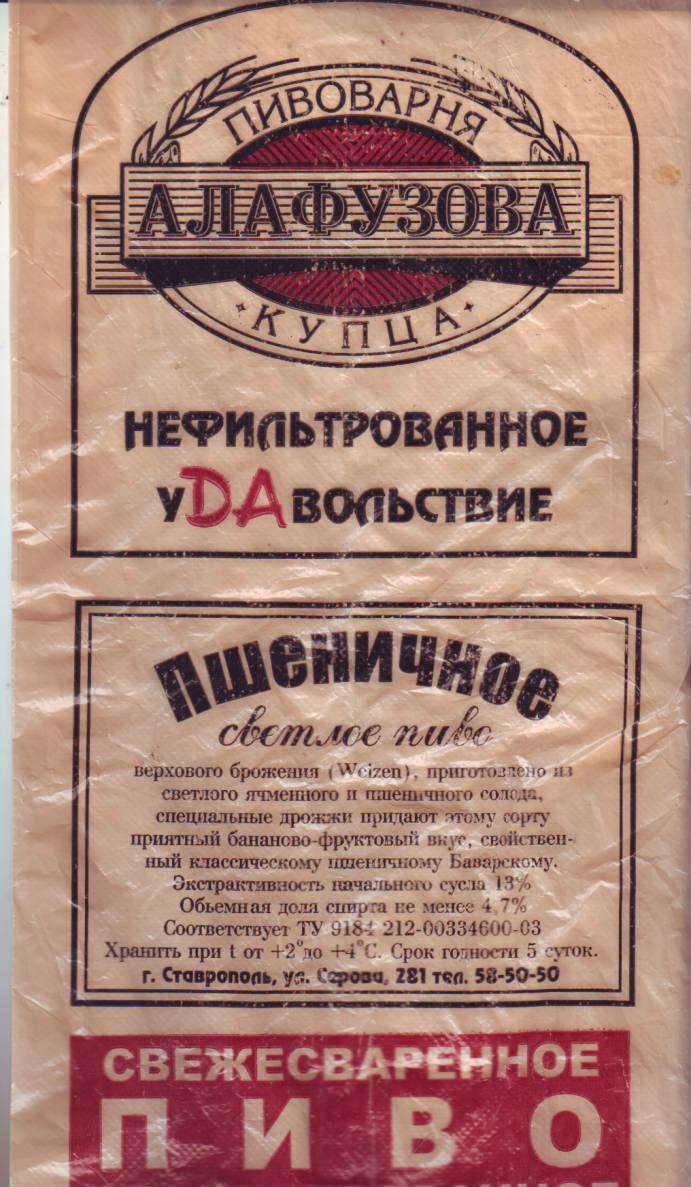 ПИВОВАРНЯ
АЛАФУЗОВА
КУПЦА
НЕФИЛЬТРОВАННОЕ
УDAВОЛЬСТВИЕ
Пшеничное
светлое пиво
верхового брожения (Weizen), приготовлено из
светлого ячменного и пшеничного солода,
специальные дрожжи придают этому сорту
приятный бананово-фруктовый вкус, свойствен-
ный классическому пшеничному Баварскому.
Экстрактивность начального сусла 13%
Обьемная доля спирта не менее 4,7%
Соответствует ТУ 9184-212-00334600-03
Хранить при t от +2°до +4°С. Срок годности 5 суток.
г. Ставрополь, ул. Серова, 281 тел. 58-50-50
СВЕЖЕСВАРЕННОЕ
ПИВО